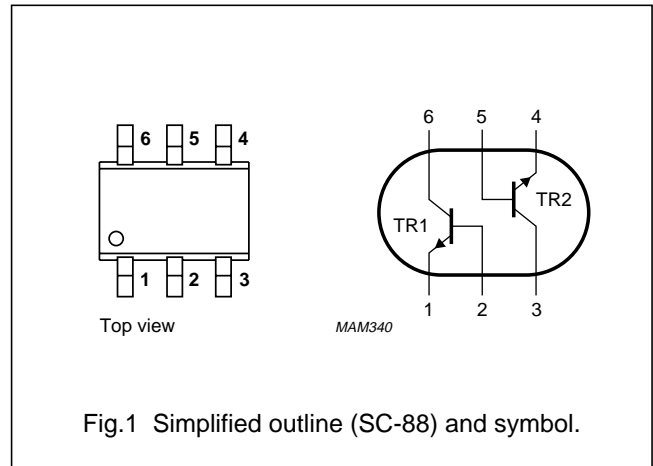 6 5 4
1 2 3
Top view
6 5 4
TR1
TR2
1 2 3
MAM340
Fig.1 Simplified outline (SC-88) and symbol.